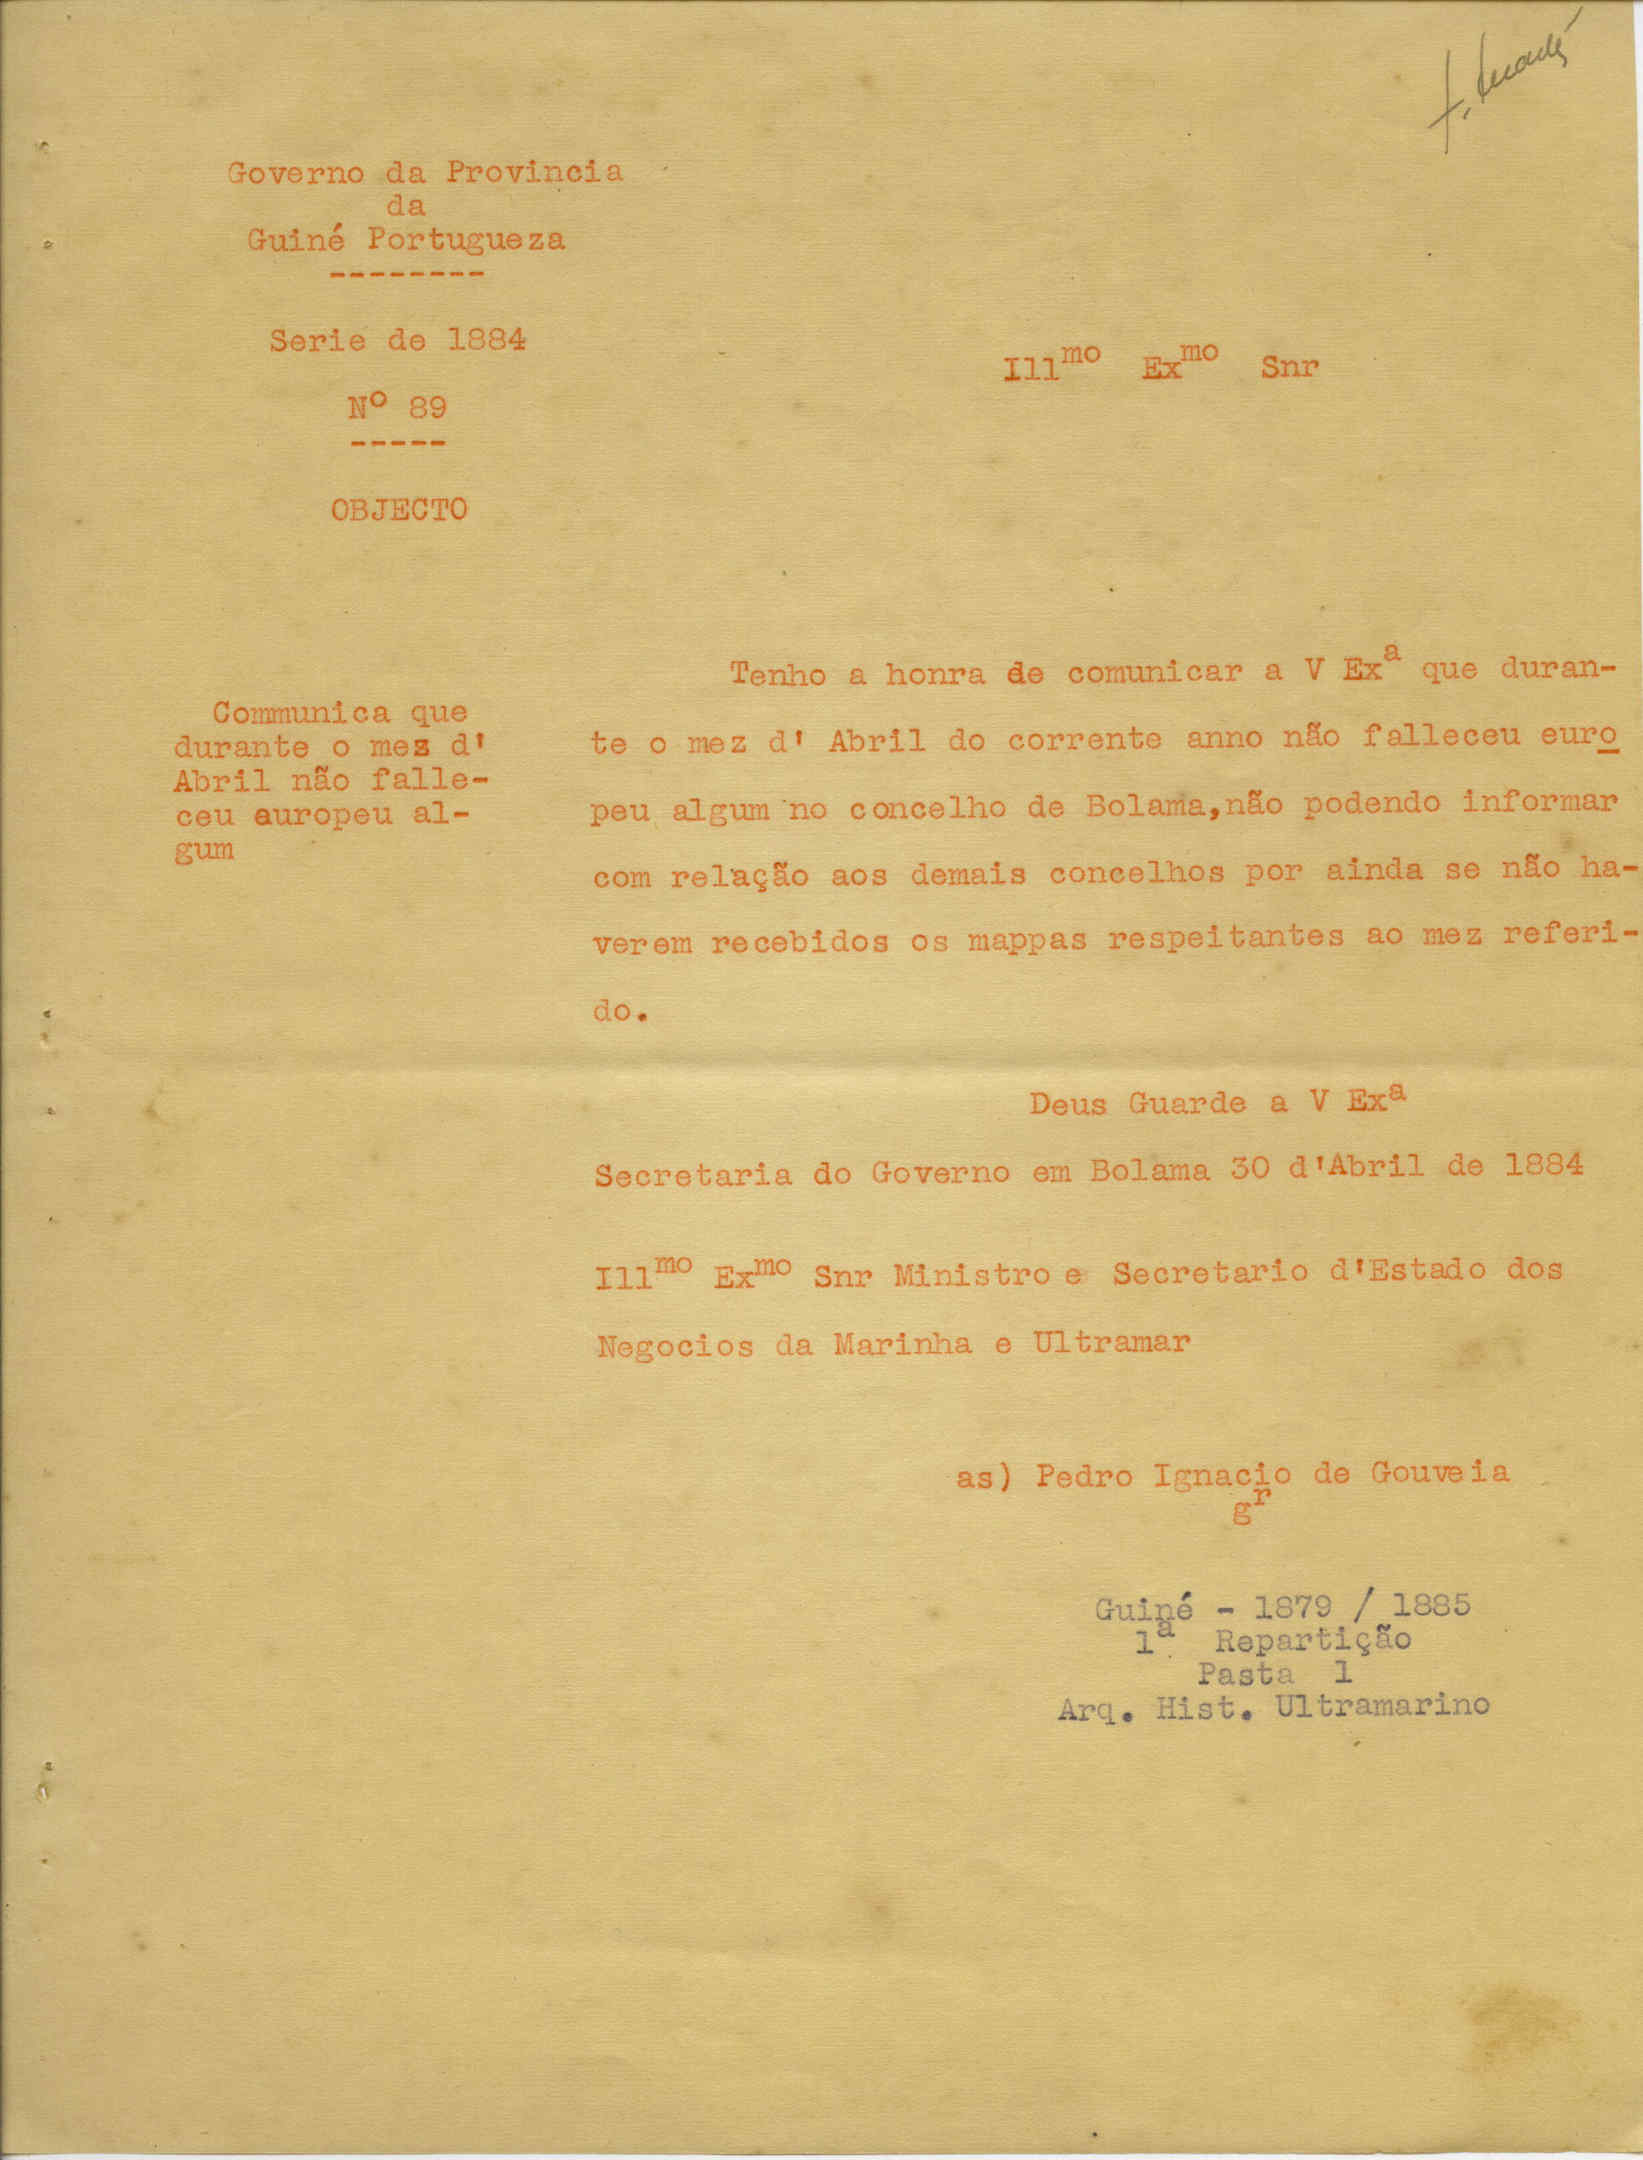 Governo da Provincia
da
Guiné Portugueza
--------
Serie de 1884
Nº 89
-----
OBJECTO
Illmo Exmo Snr
Communica que
durante o mez d'
Abril não falle-
ceu europeu al-
gum
Tenho a honra de comunicar a V Exª que duran-
te o mez d' Abril do corrente anno não falleceu euro
peu algum no concelho de Bolama,não podendo informar
com relação aos demais concelhos por ainda se não ha-
verem recebidos os mappas respeitantes ao mez referi-
do.
Deus Guarde a V Exª
Secretaria do Governo em Bolama 30 d'Abril de 1884
Illmo Exmo Snr Ministro e Secretario d'Estado dos
Negocios da Marinha e Ultramar
as) Pedro Ignacio de Gouveia
gr
Guiné - 1879 / 1885
1ª Repartição
Pasta 1
Arq. Hist. Ultramarino